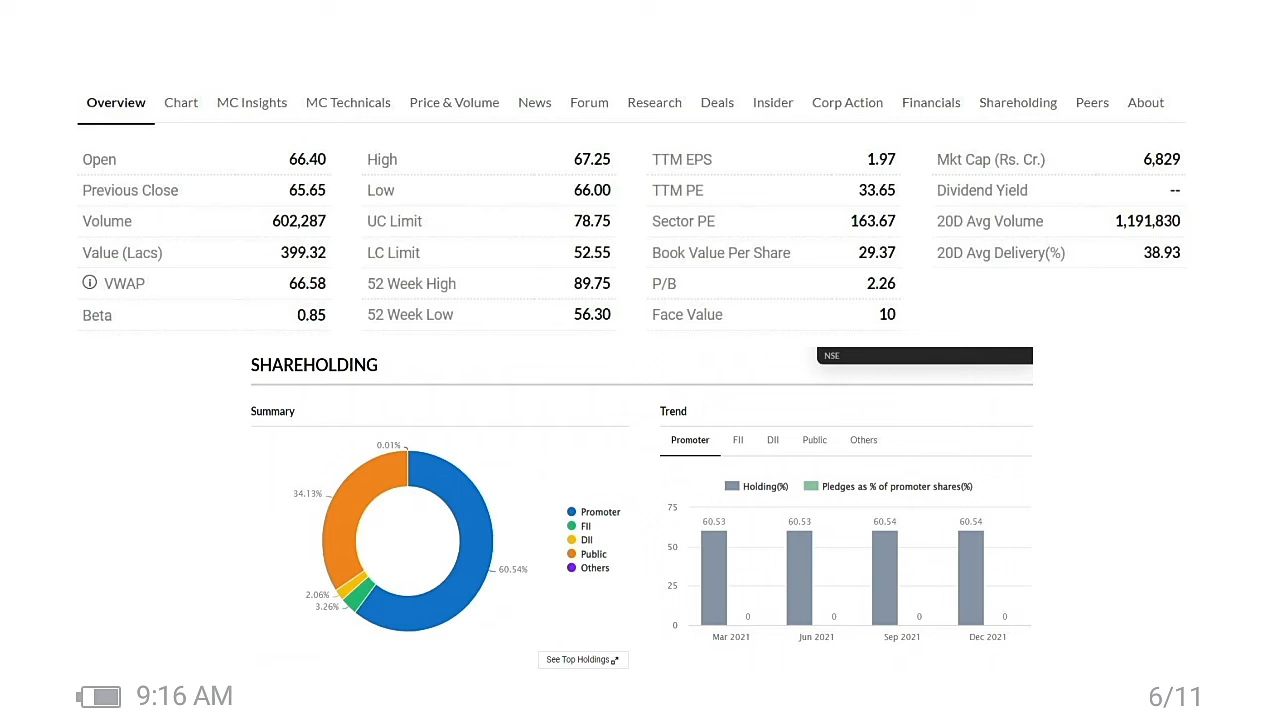 Overview Chart MC Insights MC Technicals Price & Volume News Forum Research Deals Insider Corp Action Financials Shareholding Peers About
Open 66.40 High 67.25 TTM EPS 1.97 Mkt Cap (Rs. Cr.) 6,829
Previous Close 65.65 Low 66.00 TTM PE 33.65 Dividend Yield --
Volume 602,287 UC Limit 78.75 Sector PE 163.67 20D Avg Volume 1,191,830
Value (Lacs) 399.32 LC Limit 52.55 Book Value Per Share 29.37 20D Avg Delivery(%) 38.93
VWAP 66.58 52 Week High 89.75 P/B 2.26
Beta 0.85 52 Week Low 56.30 Face Value 10
NSE
SHAREHOLDING
Summary
0.01%
34.13%
60.54%
2.06%
3.26%
Promoter
FII
DII
Public
Others
See Top Holdings
Trend
Promoter FII DII Public Others
Holding(%) Pledges as % of promoter shares(%)
75
50
25
0
60.53 60.53 60.54 60.54
0 0 0 0
Mar 2021 Jun 2021 Sep 2021 Dec 2021
9:16 AM 6/11